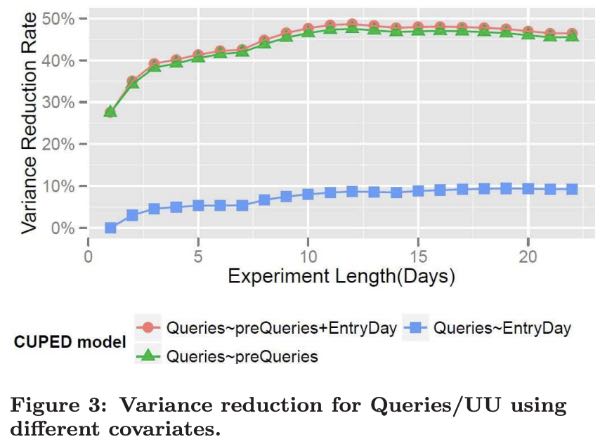 Variance Reduction Rate
50%
40%
30%
20%
10%
0%
0 5 10 15 20
Experiment Length(Days)
CUPED model
Queries~preQueries+EntryDay Queries~EntryDay
Queries~preQueries
Figure 3: Variance reduction for Queries/UU using
different covariates.